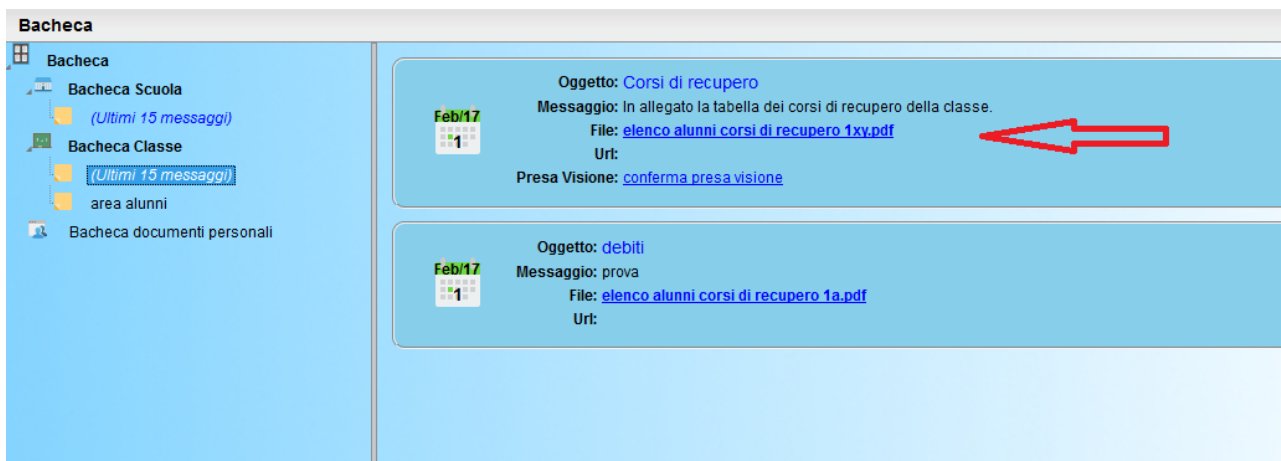 Bacheca
Bacheca
Bacheca Scuola
(Ultimi 15 messaggi)
Bacheca Classe
(Ultimi 15 messaggi)
area alunni
Bacheca documenti personali
Feb/17
1
Oggetto: Corsi di recupero
Messaggio: In allegato la tabella dei corsi di recupero della classe.
File: elenco alunni corsi di recupero 1xy.pdf
Url:
Presa Visione: conferma presa visione
Feb/17
1
Oggetto: debiti
Messaggio: prova
File: elenco alunni corsi di recupero 1a.pdf
Url: